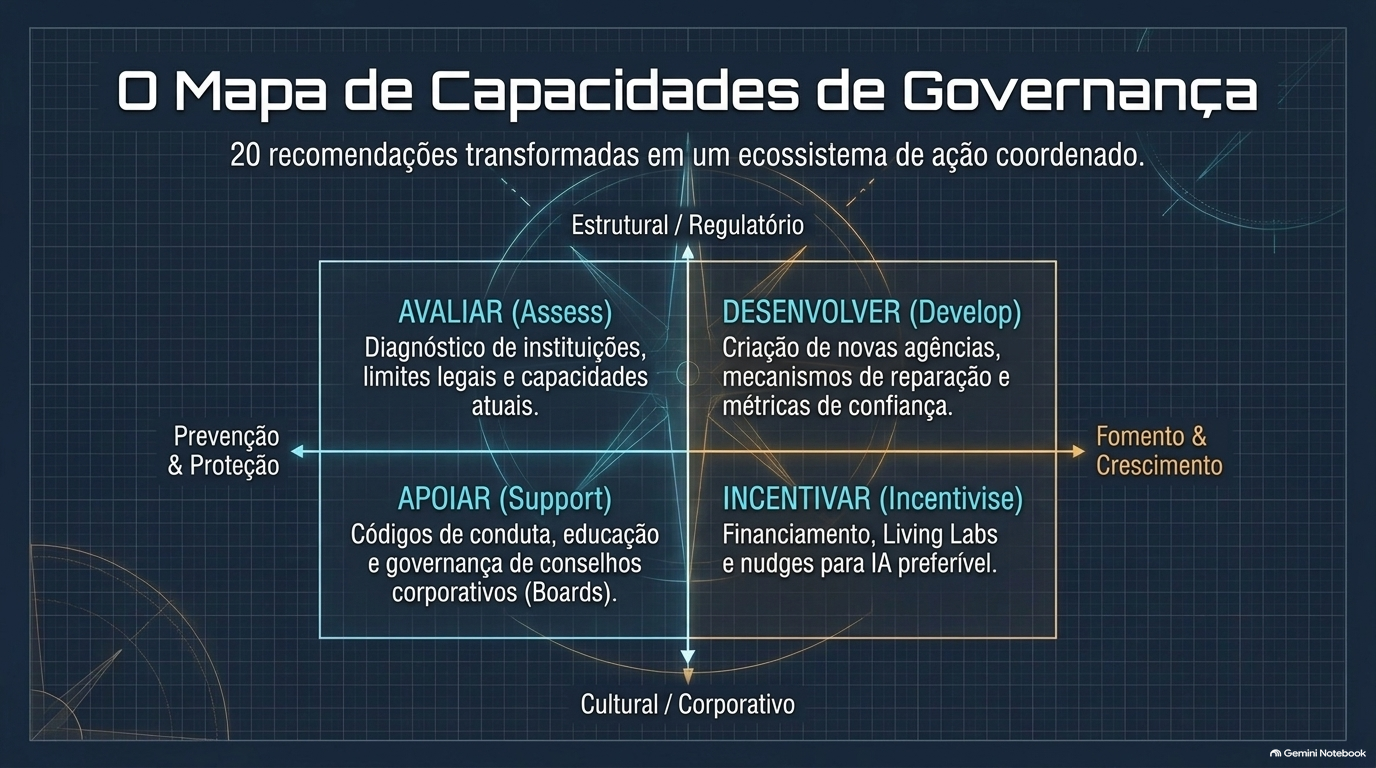 O Mapa de Capacidades de Governança
20 recomendações transformadas em um ecossistema de ação coordenado.
Estrutural / Regulatório
AVALIAR (Assess)
Diagnóstico de instituições,
limites legais e capacidades
atuais.
DESENVOLVER (Develop)
Criação de novas agências,
mecanismos de reparação e
métricas de confiança.
Prevenção
& Proteção
Fomento &
Crescimento
APOIAR (Support)
Códigos de conduta, educação
e governança de conselhos
corporativos (Boards).
INCENTIVAR (Incentivise)
Financiamento, Living Labs
e nudges para IA preferível.
Cultural / Corporativo
Gemini Notebook